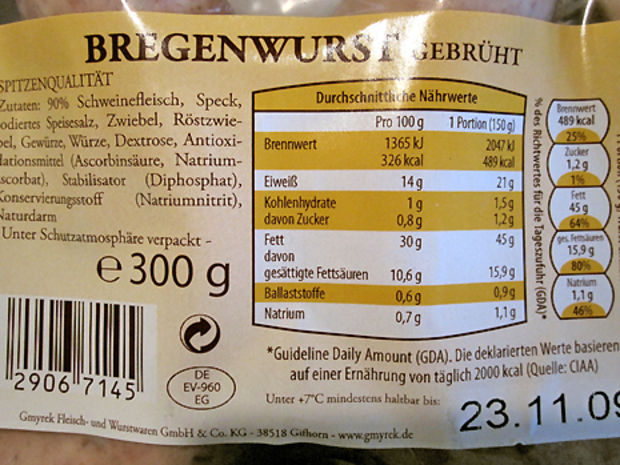 BREGENWURST GEBRÜHT
SPITZENQUALITÄT
Zutaten: 90% Schweinefleisch, Speck,
jodiertes Speisesalz, Zwiebel, Röstzwie-
bel, Gewürze, Würze, Dextrose, Antioxi-
dationsmittel (Ascorbinsäure, Natrium-
ascorbat), Stabilisator (Diphosphat),
Konservierungsstoff (Natriumnitrit),
Naturdarm
Unter Schutzatmosphäre verpackt -
e 300 g
2906 7145
DE
EV-960
EG
Durchschnittliche Nährwerte
Pro 100 g 1 Portion (150 g)
Brennwert 1365 kJ 2047 kJ
326 kcal 489 kcal
Eiweiß 14 g 21 g
Kohlenhydrate 1 g 1,5 g
davon Zucker 0,8 g 1,2 g
Fett 30 g 45 g
davon
gesättigte Fettsäuren 10,6 g 15,9 g
Ballaststoffe 0,6 g 0,9 g
Natrium 0,7 g 1,1 g
% des Richtwertes für die Tageszufuhr (GDA)*
Brennwert
489 kcal
25%
Zucker
1,2 g
1%
Fett
45 g
64%
ges. Fettsäuren
15,9 g
80%
Natrium
1,1 g
46%
*Guideline Daily Amount (GDA). Die deklarierten Werte basieren
auf einer Ernährung von täglich 2000 kcal (Quelle: CIAA)
Unter +7°C mindestens haltbar bis: 23.11.09
Gmyrek Fleisch- und Wurstwaren GmbH & Co. KG - 38518 Gifhorn - www.gmyrek.de